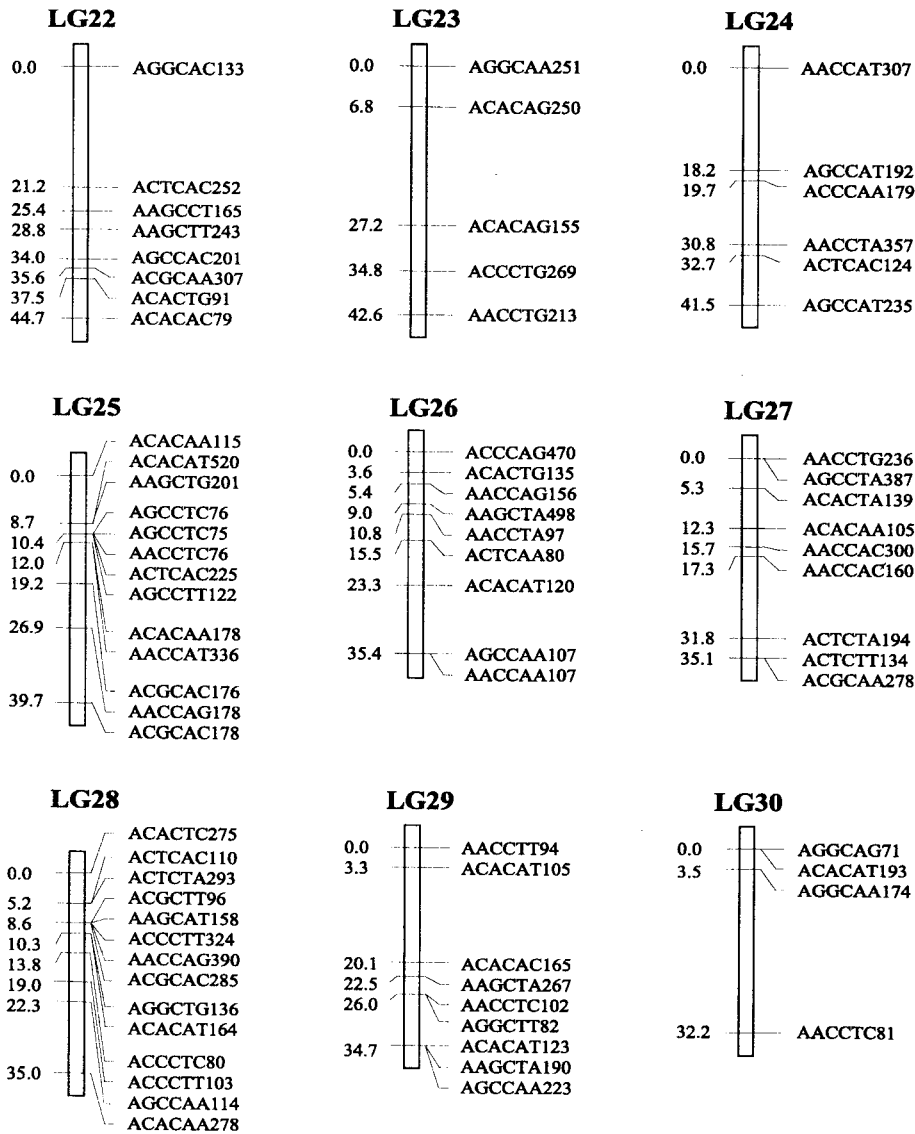 LG22
0.0 AGGCAC133
21.2 ACTCAC252
25.4 AAGCCT165
28.8 AAGCTT243
34.0 AGCCAC201
35.6 ACGCAA307
37.5 ACACTG91
44.7 ACACAC79
LG23
0.0 AGGCAA251
6.8 ACACAG250
27.2 ACACAG155
34.8 ACCCTG269
42.6 AACCTG213
LG24
0.0 AACCAT307
18.2 AGCCAT192
19.7 ACCCAA179
30.8 AACCTA357
32.7 ACTCAC124
41.5 AGCCAT235
LG25
ACACAA115
ACACAT520
0.0 AAGCTG201
AGCCTC76
8.7 AGCCTC75
10.4 AACCTC76
12.0 ACTCAC225
19.2 AGCCTT122
26.9 ACACAA178
AACCAT336
ACGCAC176
39.7 AACCAG178
ACGCAC178
LG26
0.0 ACCCAG470
3.6 ACACTG135
5.4 AACCAG156
9.0 AAGCTA498
10.8 AACCTA97
15.5 ACTCAA80
23.3 ACACAT120
35.4 AGCCAA107
AACCAA107
LG27
0.0 AACCTG236
AGCCTA387
5.3 ACACTA139
12.3 ACACAA105
15.7 AACCAC300
17.3 AACCAC160
31.8 ACTCTA194
35.1 ACTCTT134
ACGCAA278
LG28
ACACTC275
ACTCAC110
0.0 ACTCTA293
5.2 ACGCTT96
8.6 AAGCAT158
10.3 ACCCTT324
13.8 AACCAG390
19.0 ACGCAC285
22.3 AGGCTG136
ACACAT164
ACCCTC80
35.0 ACCCTT103
AGCCAA114
ACACAA278
LG29
0.0 AACCTT94
3.3 ACACAT105
20.1 ACACAC165
22.5 AAGCTA267
26.0 AACCTC102
AGGCTT82
34.7 ACACAT123
AAGCTA190
AGCCAA223
LG30
0.0 AGGCAG71
3.5 ACACAT193
AGGCAA174
32.2 AACCTC81